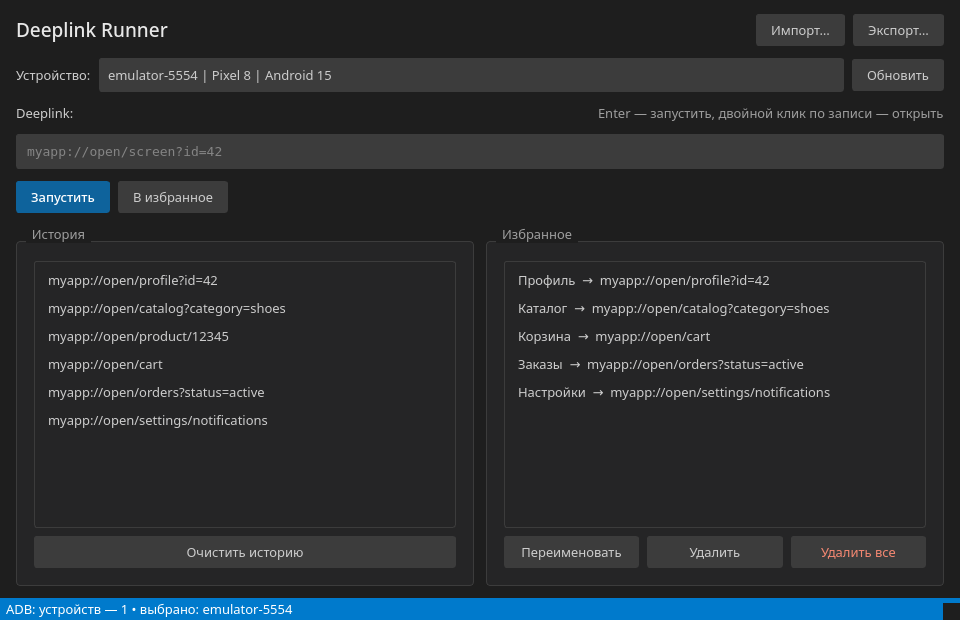 Deeplink Runner
Импорт...
Экспорт...
Устройство:
emulator-5554 | Pixel 8 | Android 15
Обновить
Deeplink:
Enter — запустить, двойной клик по записи — открыть
myapp://open/screen?id=42
Запустить
В избранное
История
myapp://open/profile?id=42
myapp://open/catalog?category=shoes
myapp://open/product/12345
myapp://open/cart
myapp://open/orders?status=active
myapp://open/settings/notifications
Очистить историю
Избранное
Профиль → myapp://open/profile?id=42
Каталог → myapp://open/catalog?category=shoes
Корзина → myapp://open/cart
Заказы → myapp://open/orders?status=active
Настройки → myapp://open/settings/notifications
Переименовать
Удалить
Удалить все
ADB: устройств — 1 • выбрано: emulator-5554